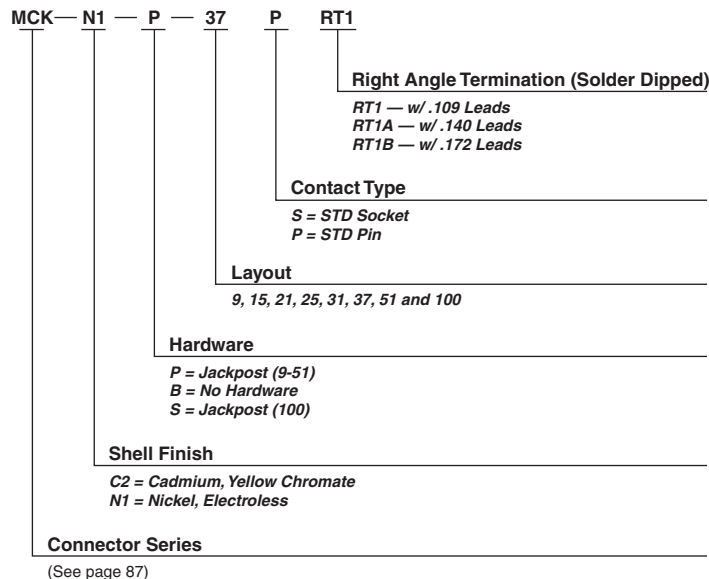 MCK — N1 — P — 37 P RT1
Right Angle Termination (Solder Dipped)
RT1 — w/ .109 Leads
RT1A — w/ .140 Leads
RT1B — w/ .172 Leads
Contact Type
S = STD Socket
P = STD Pin
Layout
9, 15, 21, 25, 31, 37, 51 and 100
Hardware
P = Jackpost (9-51)
B = No Hardware
S = Jackpost (100)
Shell Finish
C2 = Cadmium, Yellow Chromate
N1 = Nickel, Electroless
Connector Series
(See page 87)